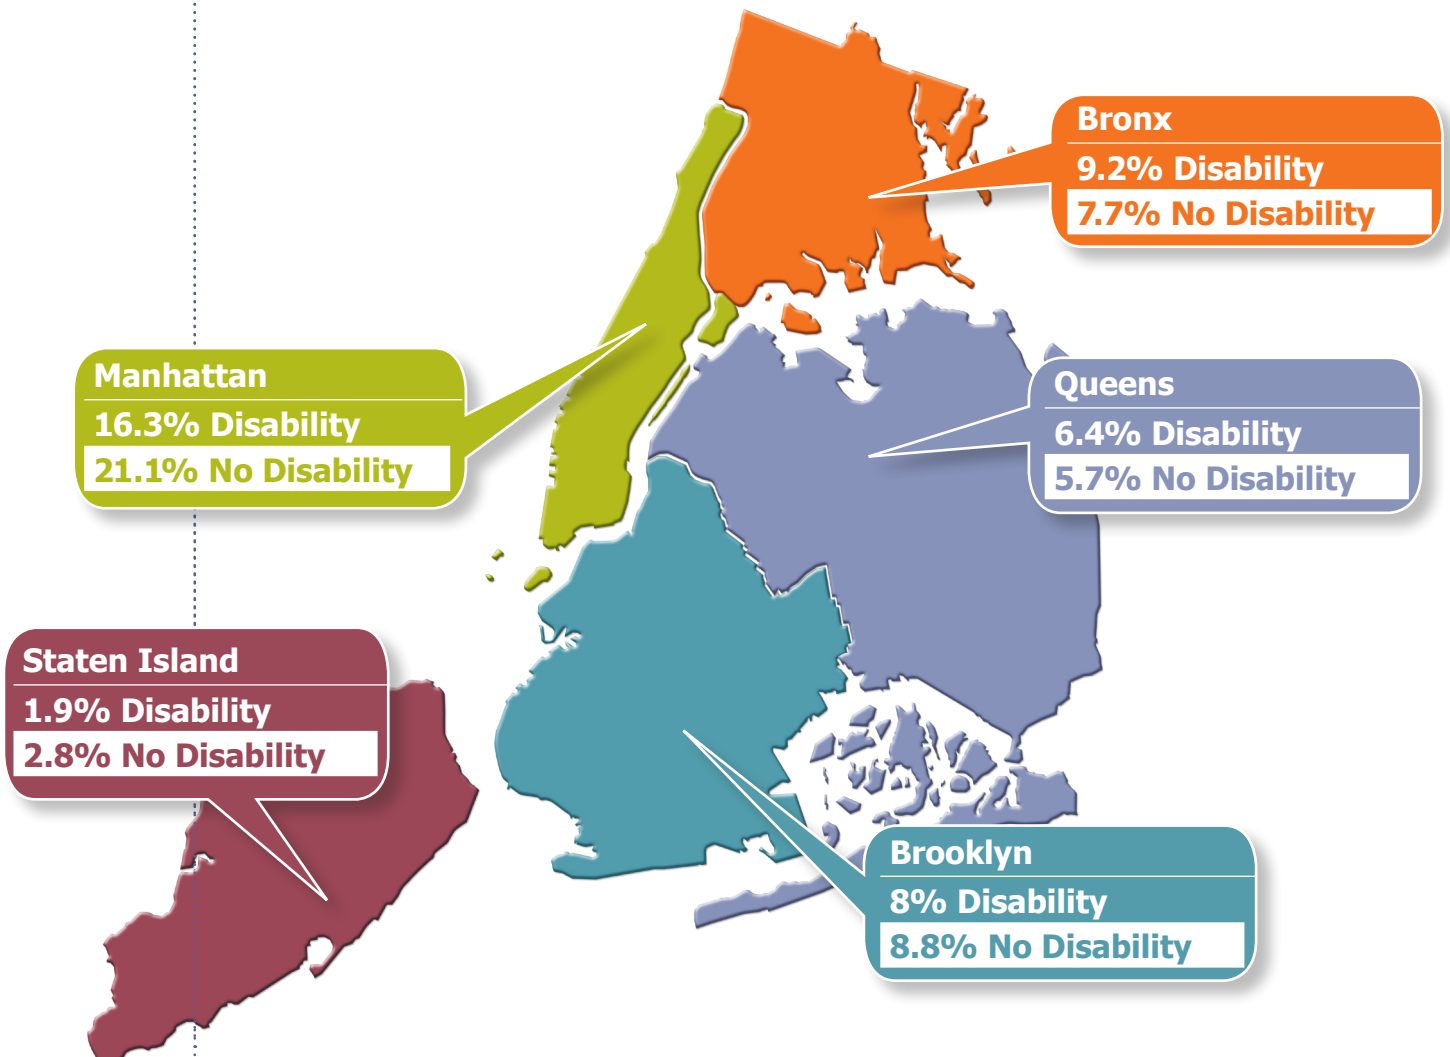 Bronx
9.2% Disability
7.7% No Disability
Manhattan
16.3% Disability
21.1% No Disability
Queens
6.4% Disability
5.7% No Disability
Staten Island
1.9% Disability
2.8% No Disability
Brooklyn
8% Disability
8.8% No Disability